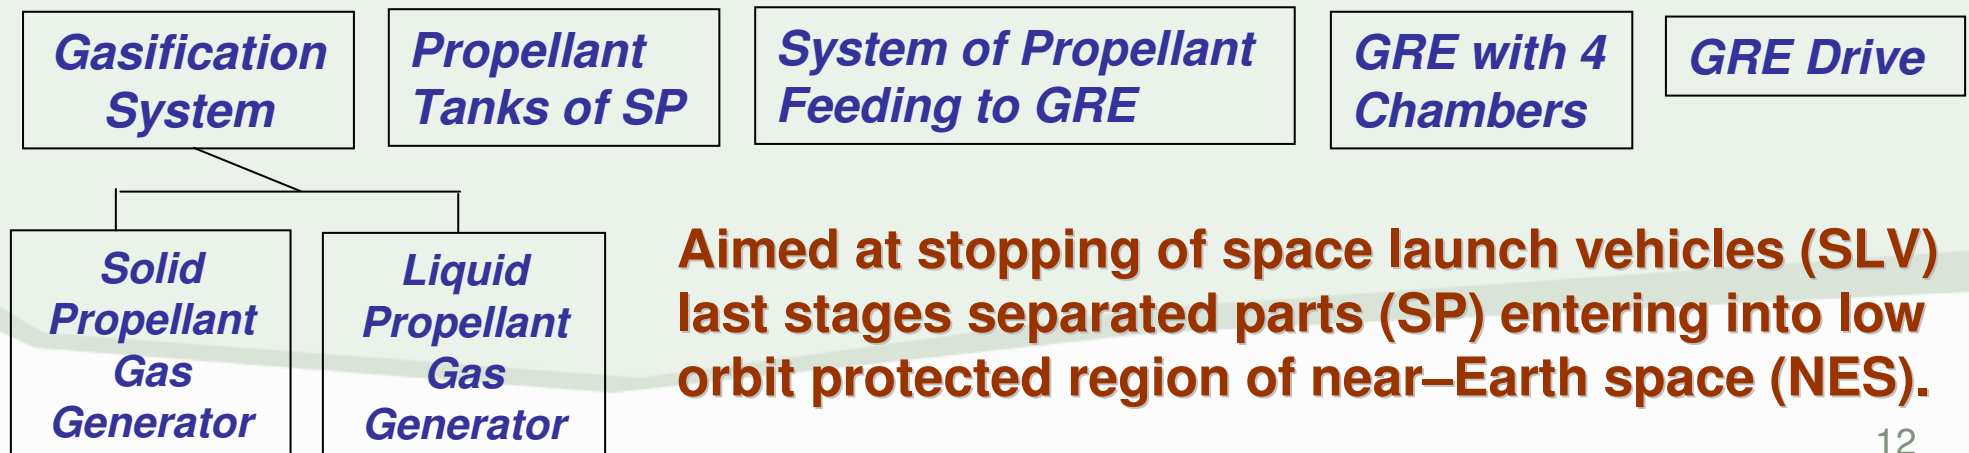 Gasification
System
Propellant
Tanks of SP
System of Propellant
Feeding to GRE
GRE with 4
Chambers
GRE Drive
Solid
Propellant
Gas
Generator
Liquid
Propellant
Gas
Generator
Aimed at stopping of space launch vehicles (SLV)
last stages separated parts (SP) entering into low
orbit protected region of near–Earth space (NES).
12